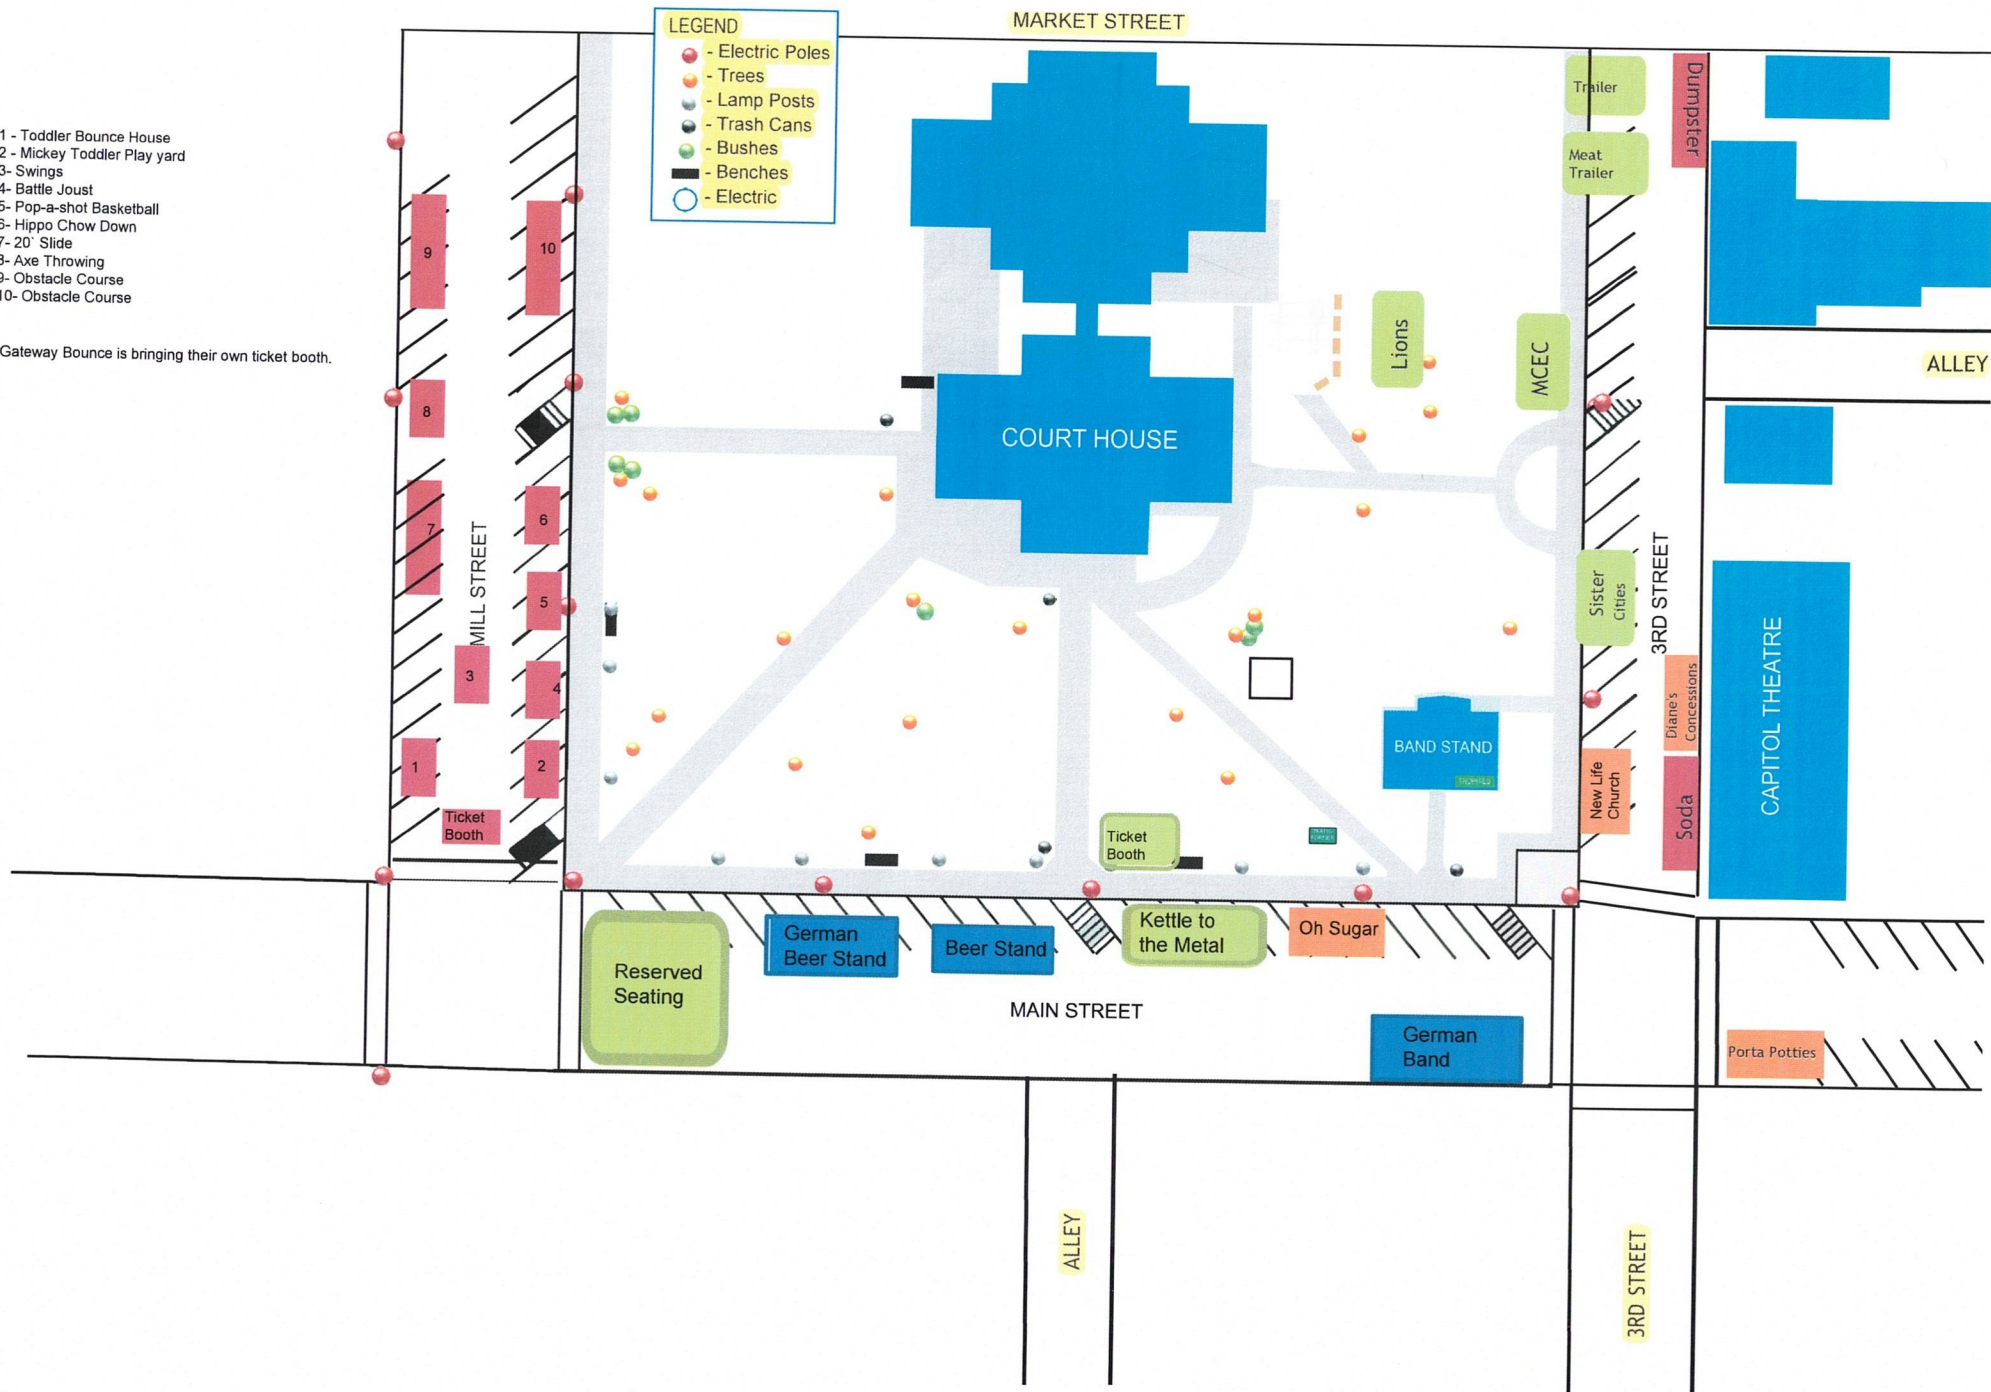 MARKET STREET
LEGEND
- Electric Poles
- Trees
- Lamp Posts
- Trash Cans
- Bushes
- Benches
- Electric
1 - Toddler Bounce House
2 - Mickey Toddler Play yard
3- Swings
4- Battle Joust
5- Pop-a-shot Basketball
6- Hippo Chow Down
7- 20` Slide
8- Axe Throwing
9- Obstacle Course
10- Obstacle Course
Gateway Bounce is bringing their own ticket booth.
9
10
8
7
6
5
3
4
1
2
MILL STREET
Ticket
Booth
COURT HOUSE
Lions
MCEC
Trailer
Meat
Trailer
Dumpster
ALLEY
Sister
Cities
3RD STREET
Diane's
Concessions
New Life
Church
Soda
CAPITOL THEATRE
BAND STAND
Ticket
Booth
Reserved
Seating
German
Beer Stand
Beer Stand
Kettle to
the Metal
Oh Sugar
MAIN STREET
German
Band
Porta Potties
ALLEY
3RD STREET